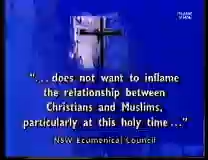 "... does not want to inflame
the relationship between
Christians and Muslims,
particularly at this holy time ..."
NSW Ecumenical Council